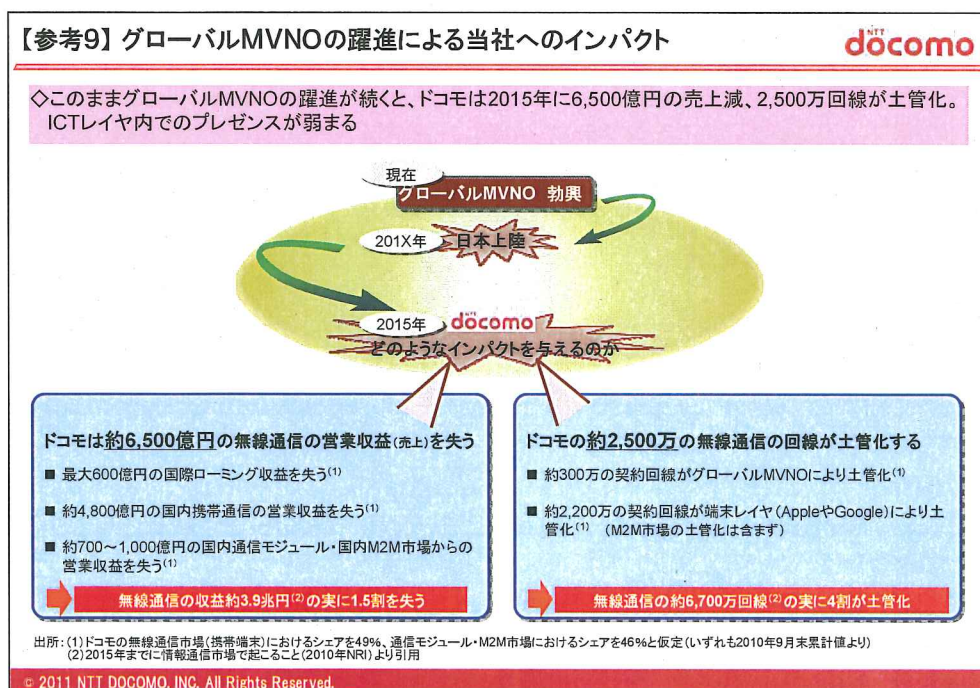 【参考9】 グローバルMVNOの躍進による当社へのインパクト
NTT
döcomo
◇このままグローバルMVNOの躍進が続くと、ドコモは2015年に6,500億円の売上減、2,500万回線が土管化。
ICTレイヤ内でのプレゼンスが弱まる
現在
グローバルMVNO 勃興
201X年 日本上陸
NTT
2015年 döcomo
どのようなインパクトを与えるのか
ドコモは約6,500億円の無線通信の営業収益(売上)を失う
■ 最大600億円の国際ローミング収益を失う(1)
■ 約4,800億円の国内携帯通信の営業収益を失う(1)
■ 約700～1,000億円の国内通信モジュール・国内M2M市場からの
営業収益を失う(1)
無線通信の収益約3.9兆円(2)の実に1.5割を失う
ドコモの約2,500万の無線通信の回線が土管化する
■ 約300万の契約回線がグローバルMVNOにより土管化(1)
■ 約2,200万の契約回線が端末レイヤ(AppleやGoogle)により土
管化(1) (M2M市場の土管化は含まず)
無線通信の約6,700万回線(2)の実に4割が土管化
出所:(1)ドコモの無線通信市場(携帯端末)におけるシェアを49%、通信モジュール・M2M市場におけるシェアを46%と仮定(いずれも2010年9月末累計値より)
(2)2015年までに情報通信市場で起こること(2010年NRI)より引用
© 2011 NTT DOCOMO, INC. All Rights Reserved.